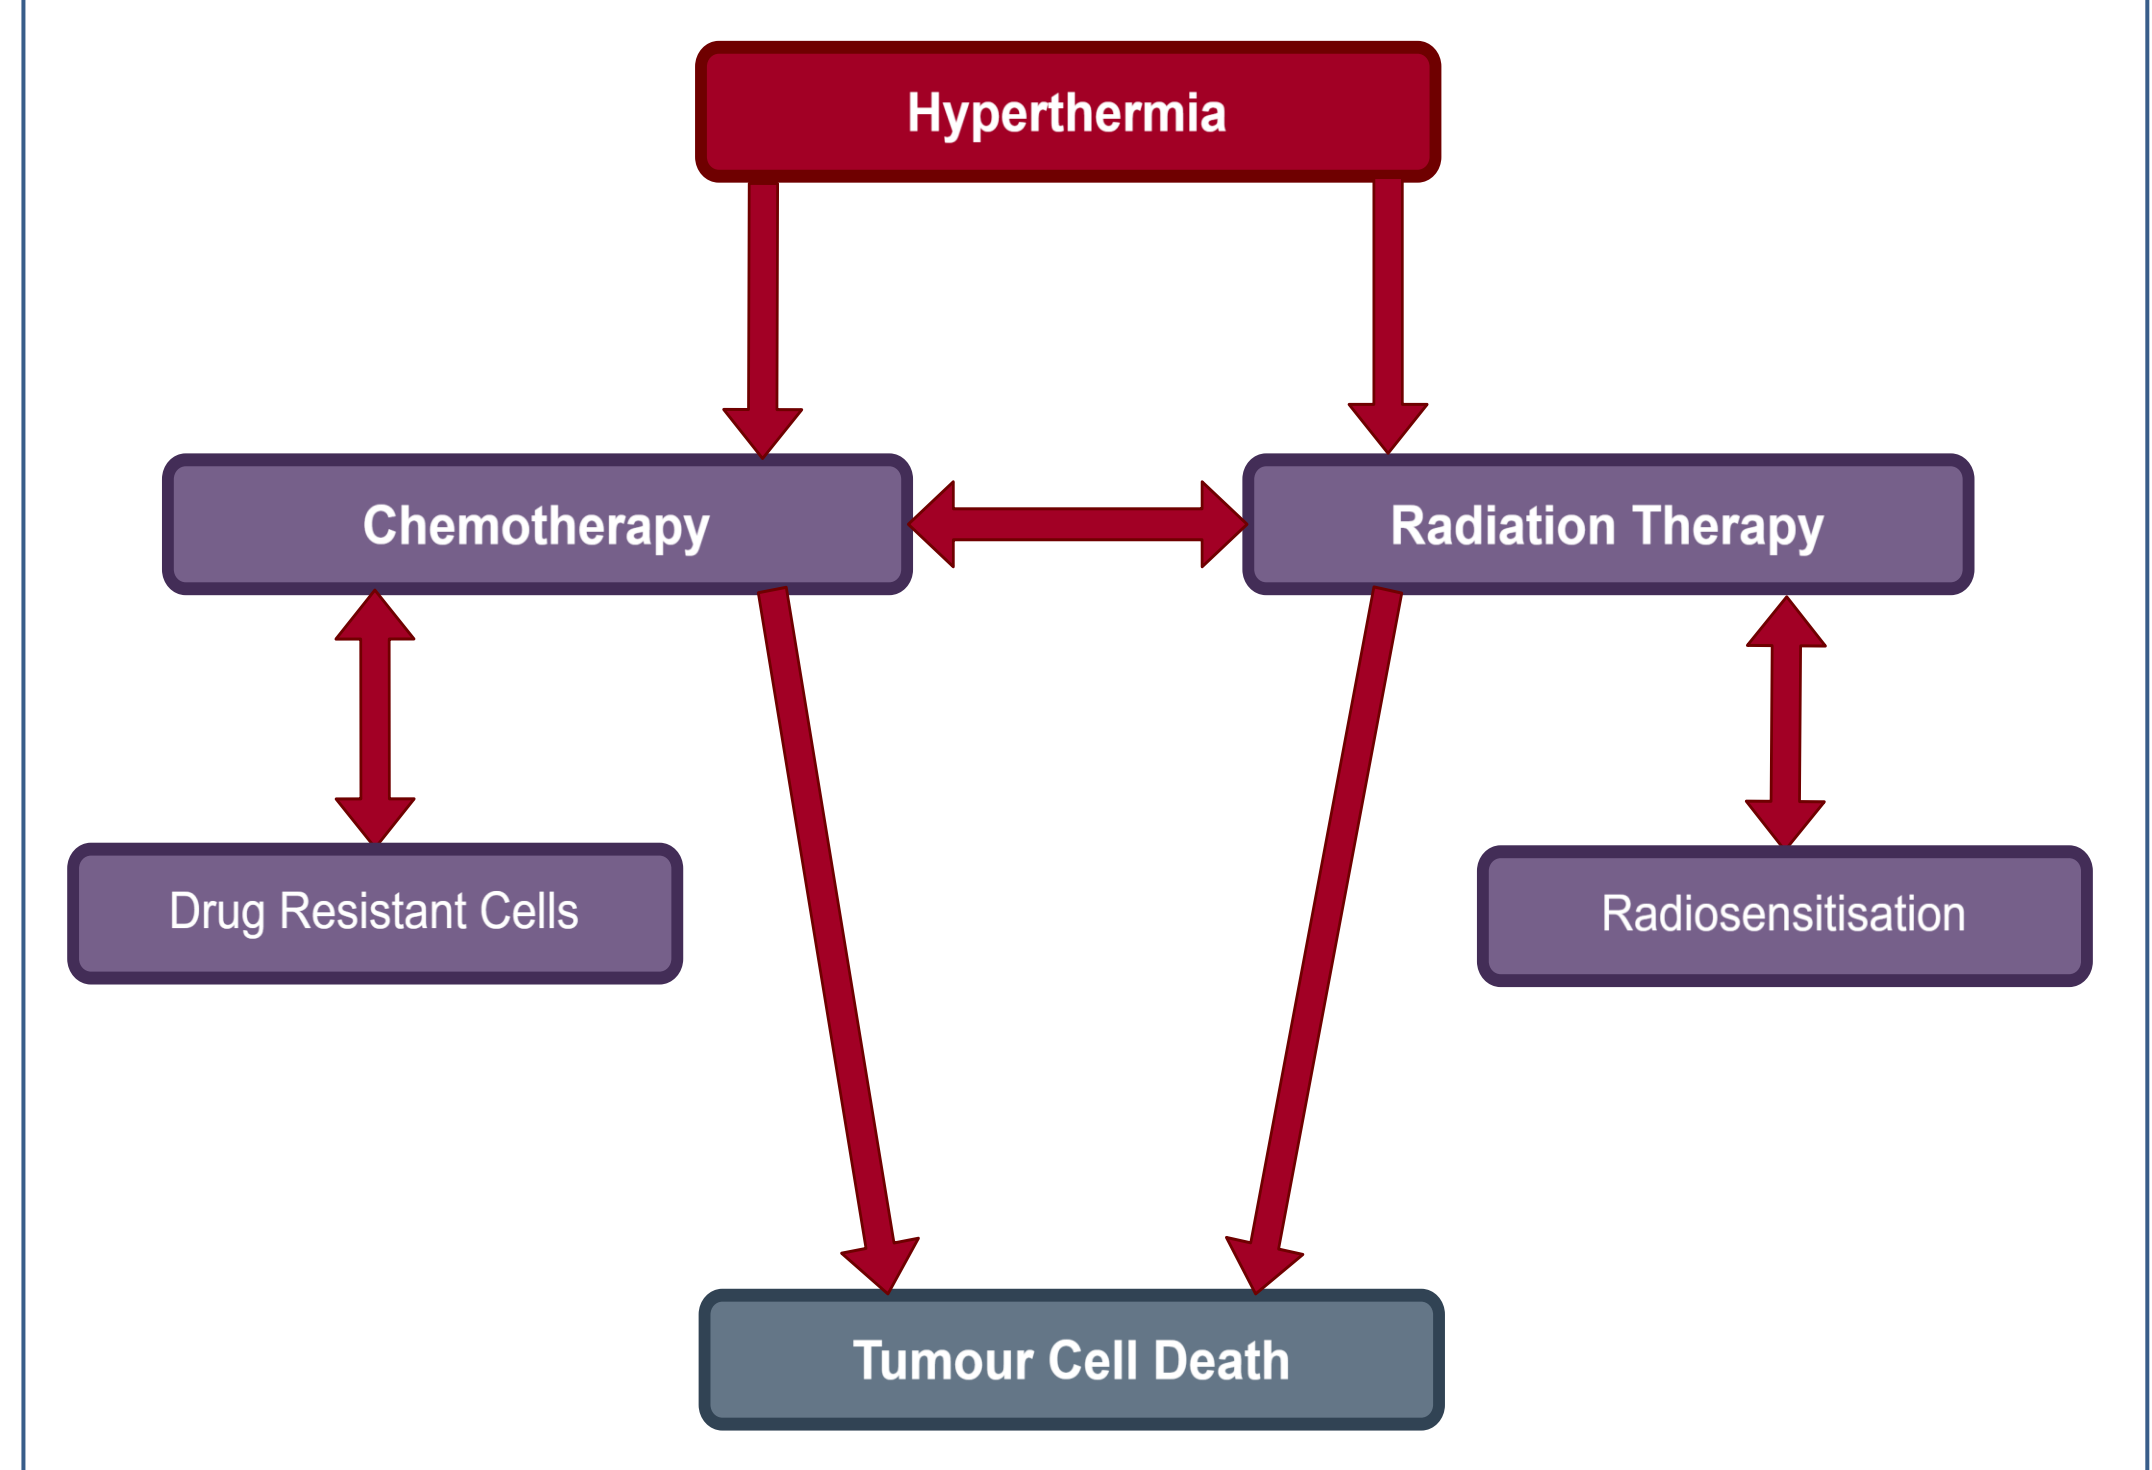 Hyperthermia
Chemotherapy
Radiation Therapy
Drug Resistant Cells
Radiosensitisation
Tumour Cell Death